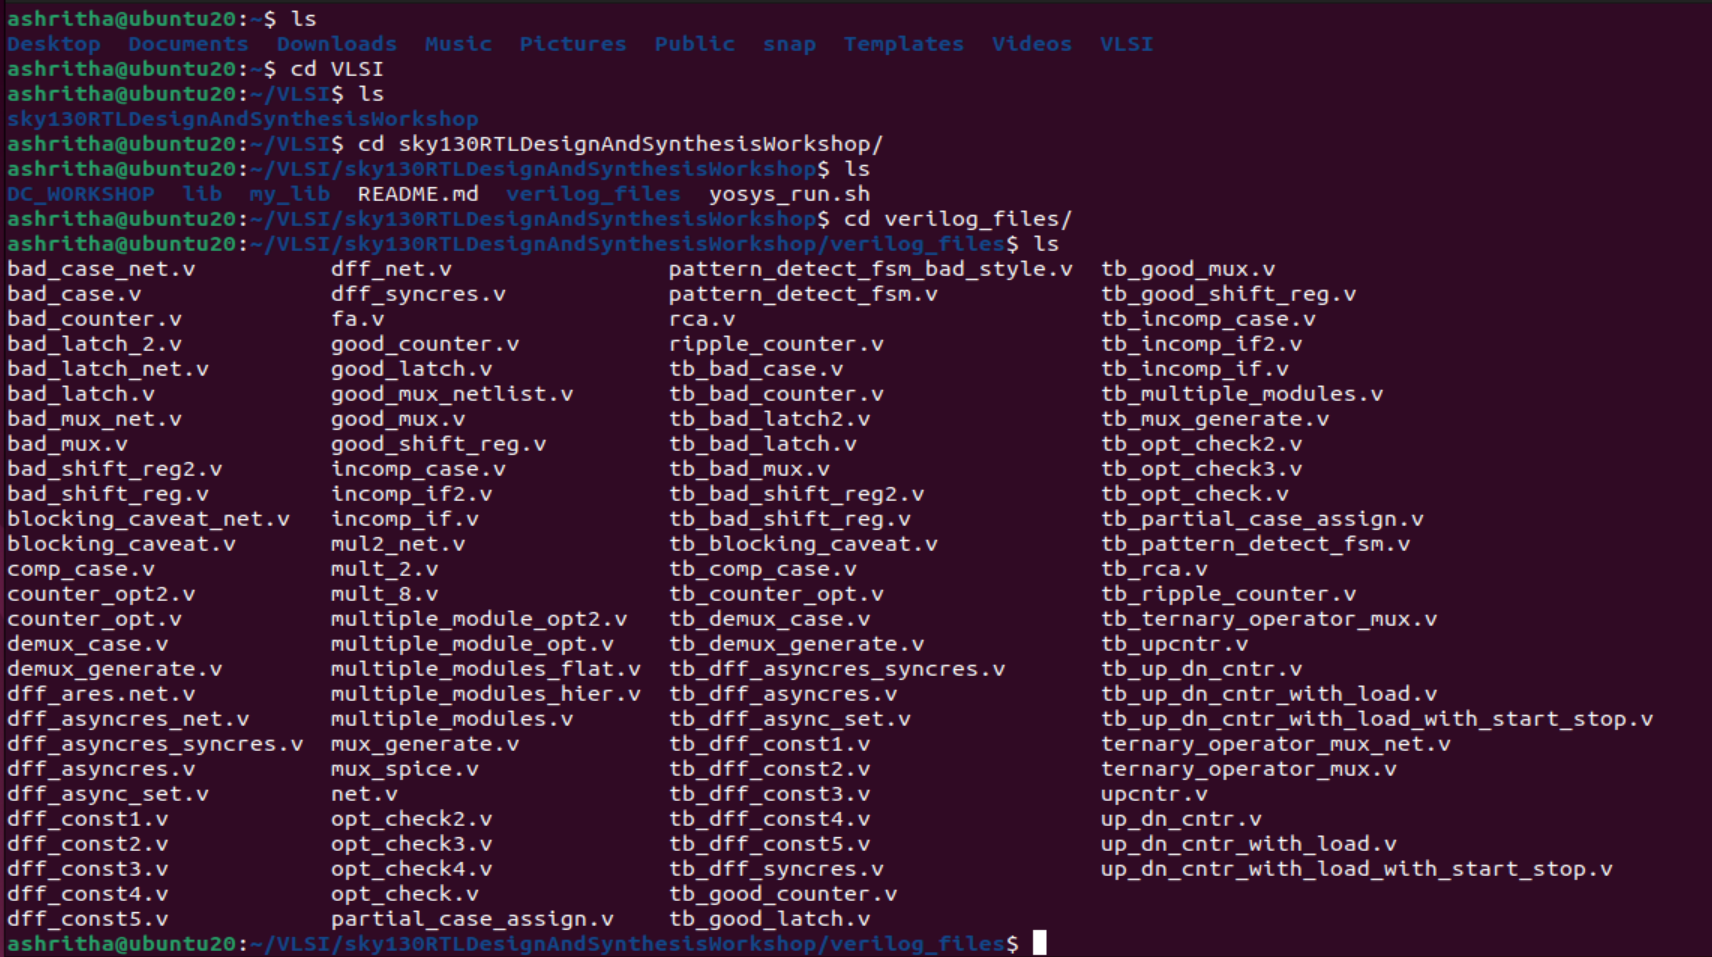 ashritha@ubuntu20:~$ ls
Desktop  Documents  Downloads  Music  Pictures  Public  snap  Templates  Videos  VLSI
ashritha@ubuntu20:~$ cd VLSI
ashritha@ubuntu20:~/VLSI$ ls
sky130RTLDesignAndSynthesisWorkshop
ashritha@ubuntu20:~/VLSI$ cd sky130RTLDesignAndSynthesisWorkshop/
ashritha@ubuntu20:~/VLSI/sky130RTLDesignAndSynthesisWorkshop$ ls
DC_WORKSHOP  lib  my_lib  README.md  verilog_files  yosys_run.sh
ashritha@ubuntu20:~/VLSI/sky130RTLDesignAndSynthesisWorkshop$ cd verilog_files/
ashritha@ubuntu20:~/VLSI/sky130RTLDesignAndSynthesisWorkshop/verilog_files$ ls
bad_case_net.v  dff_net.v  pattern_detect_fsm_bad_style.v  tb_good_mux.v
bad_case.v  dff_syncres.v  pattern_detect_fsm.v  tb_good_shift_reg.v
bad_counter.v  fa.v  rca.v  tb_incomp_case.v
bad_latch_2.v  good_counter.v  ripple_counter.v  tb_incomp_if2.v
bad_latch_net.v  good_latch.v  tb_bad_case.v  tb_incomp_if.v
bad_latch.v  good_mux_netlist.v  tb_bad_counter.v  tb_multiple_modules.v
bad_mux_net.v  good_mux.v  tb_bad_latch2.v  tb_mux_generate.v
bad_mux.v  good_shift_reg.v  tb_bad_latch.v  tb_opt_check2.v
bad_shift_reg2.v  incomp_case.v  tb_bad_mux.v  tb_opt_check3.v
bad_shift_reg.v  incomp_if2.v  tb_bad_shift_reg2.v  tb_opt_check.v
blocking_caveat_net.v  incomp_if.v  tb_bad_shift_reg.v  tb_partial_case_assign.v
blocking_caveat.v  mul2_net.v  tb_blocking_caveat.v  tb_pattern_detect_fsm.v
comp_case.v  mult_2.v  tb_comp_case.v  tb_rca.v
counter_opt2.v  mult_8.v  tb_counter_opt.v  tb_ripple_counter.v
counter_opt.v  multiple_module_opt2.v  tb_demux_case.v  tb_ternary_operator_mux.v
demux_case.v  multiple_module_opt.v  tb_demux_generate.v  tb_upcntr.v
demux_generate.v  multiple_modules_flat.v  tb_dff_asyncres_syncres.v  tb_up_dn_cntr.v
dff_ares.net.v  multiple_modules_hier.v  tb_dff_asyncres.v  tb_up_dn_cntr_with_load.v
dff_asyncres_net.v  multiple_modules.v  tb_dff_async_set.v  tb_up_dn_cntr_with_load_with_start_stop.v
dff_asyncres_syncres.v  mux_generate.v  tb_dff_const1.v  ternary_operator_mux_net.v
dff_asyncres.v  mux_spice.v  tb_dff_const2.v  ternary_operator_mux.v
dff_async_set.v  net.v  tb_dff_const3.v  upcntr.v
dff_const1.v  opt_check2.v  tb_dff_const4.v  up_dn_cntr.v
dff_const2.v  opt_check3.v  tb_dff_const5.v  up_dn_cntr_with_load.v
dff_const3.v  opt_check4.v  tb_dff_syncres.v  up_dn_cntr_with_load_with_start_stop.v
dff_const4.v  opt_check.v  tb_good_counter.v
dff_const5.v  partial_case_assign.v  tb_good_latch.v
ashritha@ubuntu20:~/VLSI/sky130RTLDesignAndSynthesisWorkshop/verilog_files$